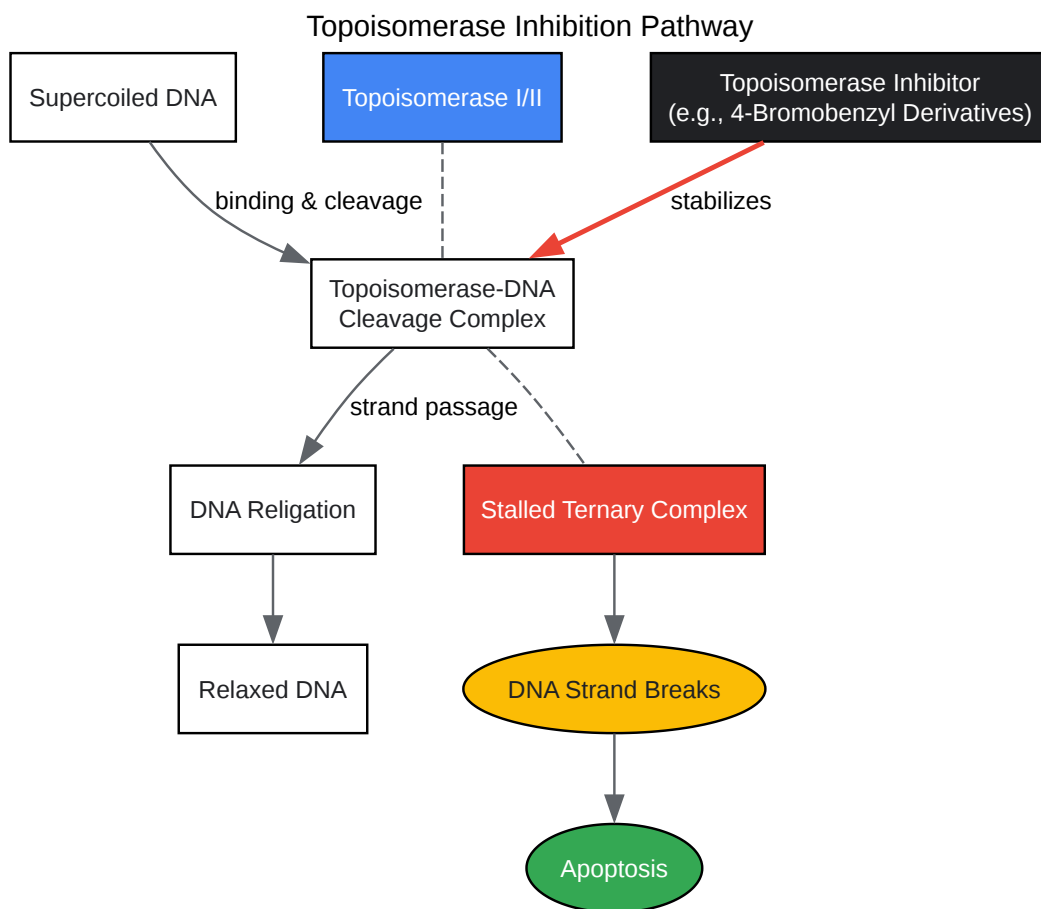 Topoisomerase Inhibition Pathway
Supercoiled DNA
Topoisomerase I/II
Topoisomerase Inhibitor
(e.g., 4-Bromobenzyl Derivatives)
binding & cleavage
stabilizes
Topoisomerase-DNA
Cleavage Complex
strand passage
DNA Religation
Stalled Ternary Complex
Relaxed DNA
DNA Strand Breaks
Apoptosis